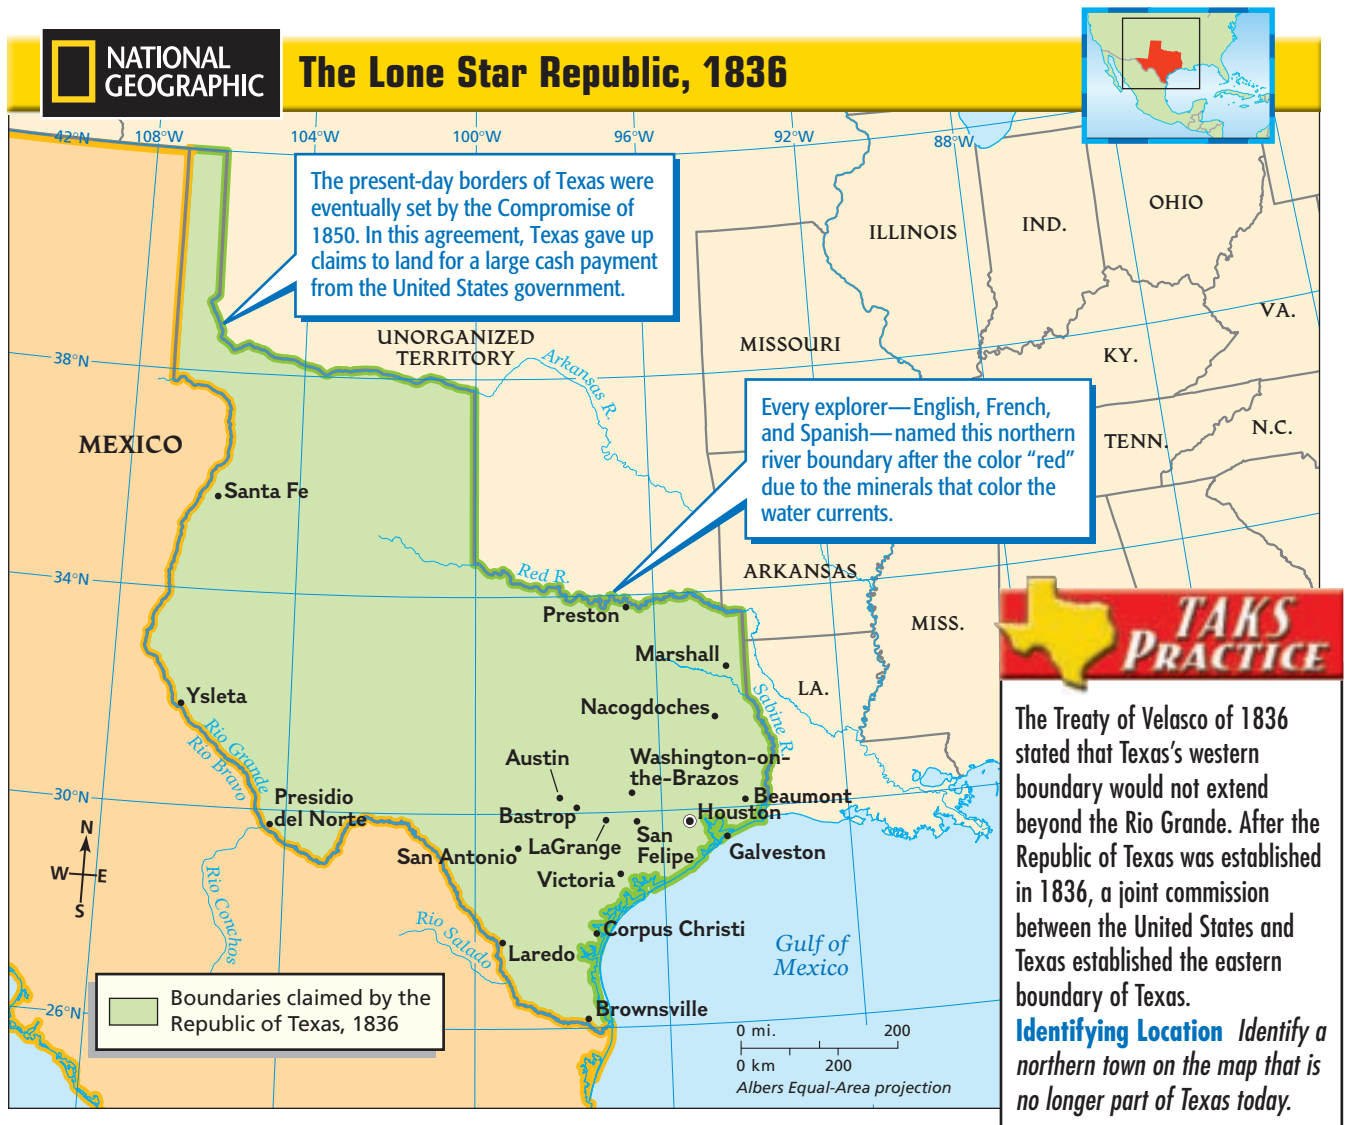 NATIONAL
GEOGRAPHIC
The Lone Star Republic, 1836
42°N
108°W
104°W
100°W
96°W
92°W
88°W
The present-day borders of Texas were
eventually set by the Compromise of
1850. In this agreement, Texas gave up
claims to land for a large cash payment
from the United States government.
ILLINOIS
IND.
OHIO
VA.
UNORGANIZED
TERRITORY
MISSOURI
KY.
38°N
Arkansas R.
Every explorer—English, French,
and Spanish—named this northern
river boundary after the color “red”
due to the minerals that color the
water currents.
MEXICO
TENN.
N.C.
Santa Fe
34°N
Red R.
ARKANSAS
Preston
MISS.
Marshall
LA.
Ysleta
Nacogdoches
Sabine R.
Rio Grande
Rio Bravo
Austin
Washington-on-
the-Brazos
30°N
Presidio
del Norte
Beaumont
Bastrop
Houston
San Antonio
LaGrange
San
Felipe
Galveston
Victoria
N
W
E
S
Rio Conchos
Rio Salado
Corpus Christi
Laredo
Gulf of
Mexico
26°N
Boundaries claimed by the
Republic of Texas, 1836
Brownsville
0 mi. 200
0 km 200
Albers Equal-Area projection
TAKS
PRACTICE
The Treaty of Velasco of 1836
stated that Texas’s western
boundary would not extend
beyond the Rio Grande. After the
Republic of Texas was established
in 1836, a joint commission
between the United States and
Texas established the eastern
boundary of Texas.
Identifying Location Identify a
northern town on the map that is
no longer part of Texas today.